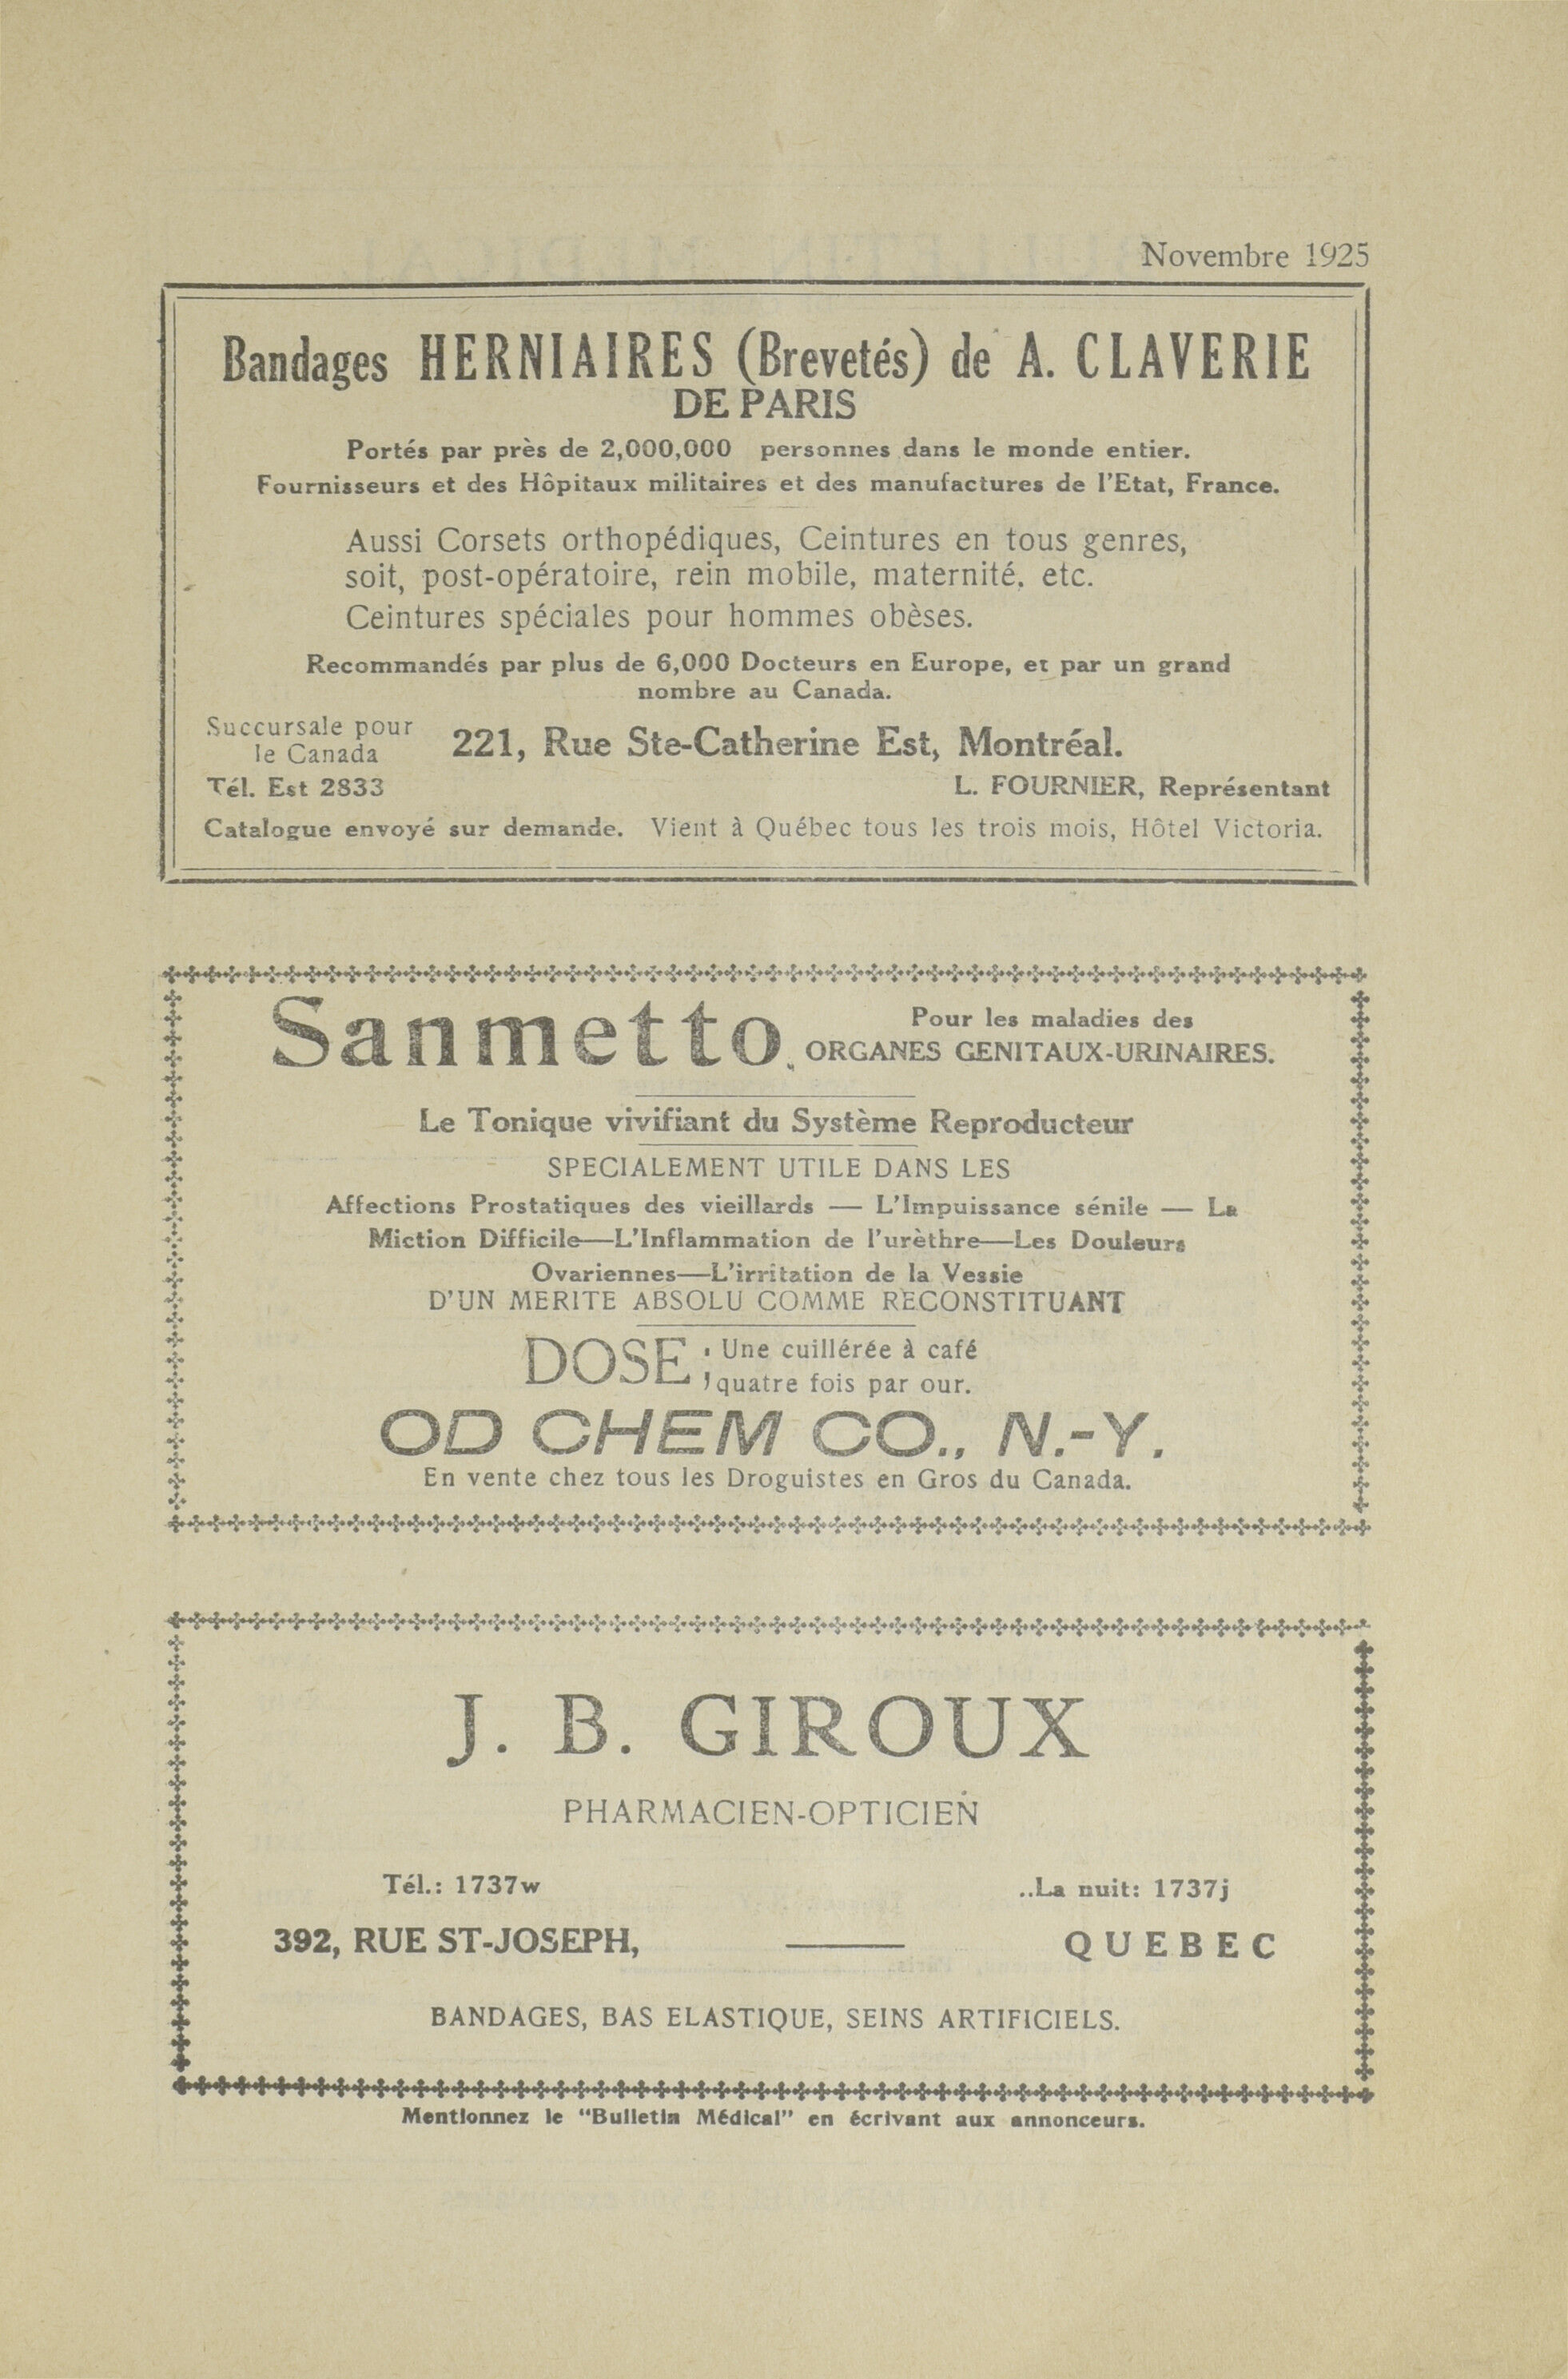 Novembre 1925
Bandages HERNIAIRES (Brevetés) de A. CLAVERIE
DE PARIS
Portés par près de 2,000,000 personnes dans le monde entier.
Fournisseurs et des Hôpitaux militaires et des manufactures de l'Etat, France.
Aussi Corsets orthopédiques, Ceintures en tous genres,
soit, post-opératoire, rein mobile, maternité. etc.
Ceintures spéciales pour hommes obèses.
Recommandés par plus de 6,000 Docteurs en Europe, et par un grand
nombre au Canada.
Succursale pour
le Canada
221, Rue Ste-Catherine Est, Montréal.
Tél. Est 2833
L. FOURNIER, Représentant
Catalogue envoyé sur demande. Vient à Québec tous les trois mois, Hôtel Victoria.
Sanmetto.
Pour les maladies des
ORGANES GENITAUX-URINAIRES.
Le Tonique vivifiant du Système Reproducteur
SPECIALEMENT UTILE DANS LES
Affections Prostatiques des vieillards — L'Impuissance sénile — La
Miction Difficile—L'Inflammation de l'urèthre—Les Douleurs
Ovariennes—L'irritation de la Vessie
D'UN MERITE ABSOLU COMME RECONSTITUANT
DOSE ; Une cuillérée à café
quatre fois par our.
OD CHEM CO., N.-Y.
En vente chez tous les Droguistes en Gros du Canada.
J. B. GIROUX
PHARMACIEN-OPTICIEN
Tél.: 1737w
..La nuit: 1737j
392, RUE ST-JOSEPH, ——— QUEBEC
BANDAGES, BAS ELASTIQUE, SEINS ARTIFICIELS.
Mentionnez le "Bulletin Médical" en écrivant aux annonceurs.